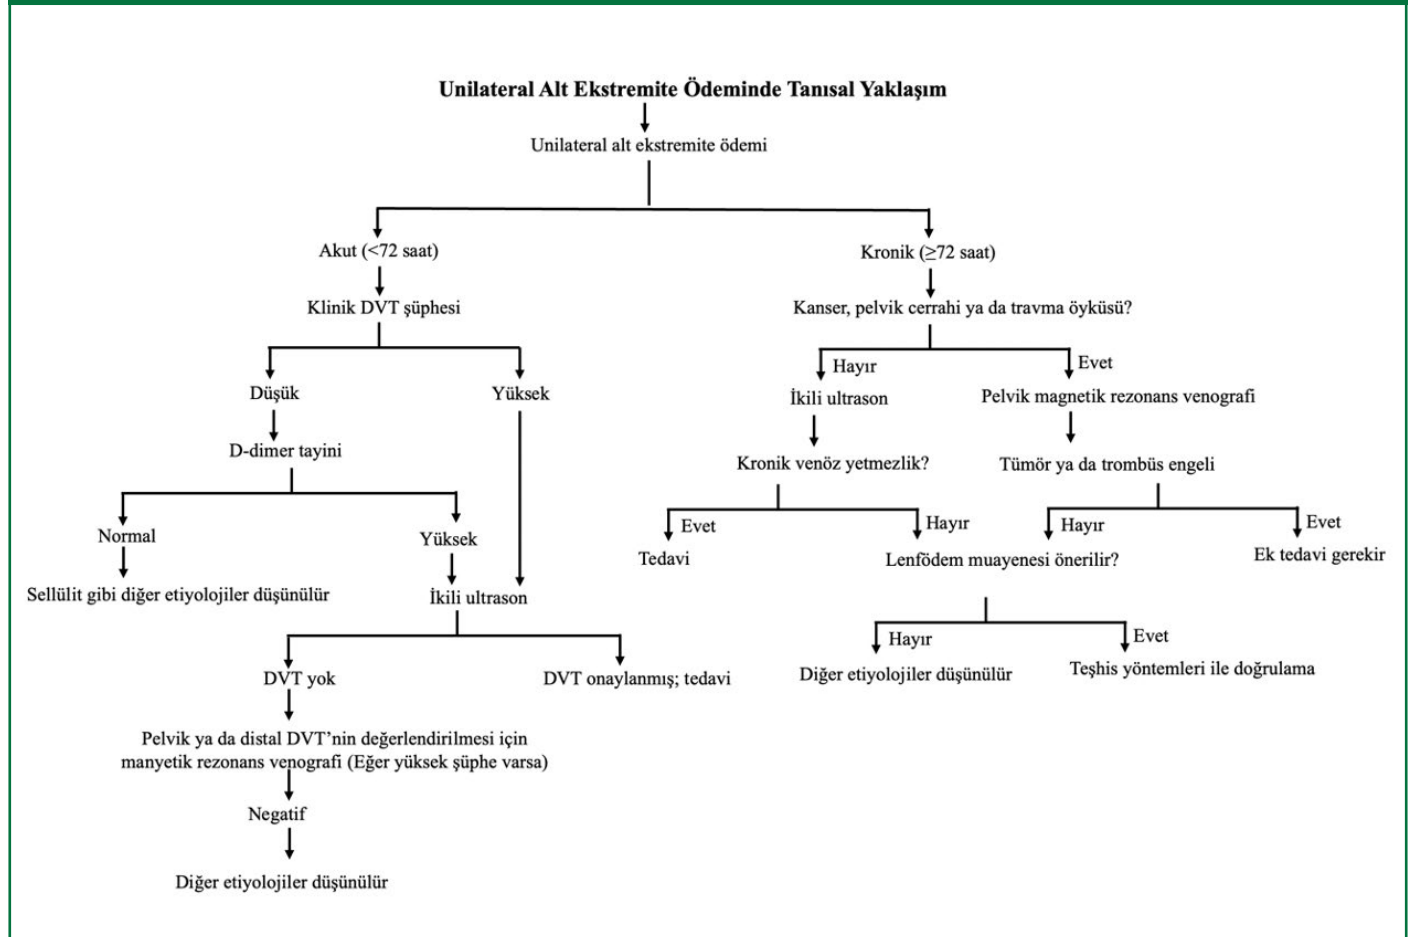 Unilateral Alt Ekstremite Ödeminde Tanısal Yaklaşım
Unilateral alt ekstremite ödemi
Akut (<72 saat)
Kronik (≥72 saat)
Klinik DVT şüphesi
Kanser, pelvik cerrahi ya da travma öyküsü?
Hayır
Evet
Düşük
Yüksek
İkili ultrason
Pelvik magnetik rezonans venografi
D-dimer tayini
Kronik venöz yetmezlik?
Tümör ya da trombüs engeli
Normal
Yüksek
Evet
Hayır
Hayır
Evet
Tedavi
Lenfödem muayenesi önerilir?
Ek tedavi gerekir
Sellülit gibi diğer etiyolojiler düşünülür
İkili ultrason
Hayır
Evet
DVT yok
DVT onaylanmış; tedavi
Diğer etiyolojiler düşünülür
Teşhis yöntemleri ile doğrulama
Pelvik ya da distal DVT’nin değerlendirilmesi için
manyetik rezonans venografi (Eğer yüksek şüphe varsa)
Negatif
Diğer etiyolojiler düşünülür